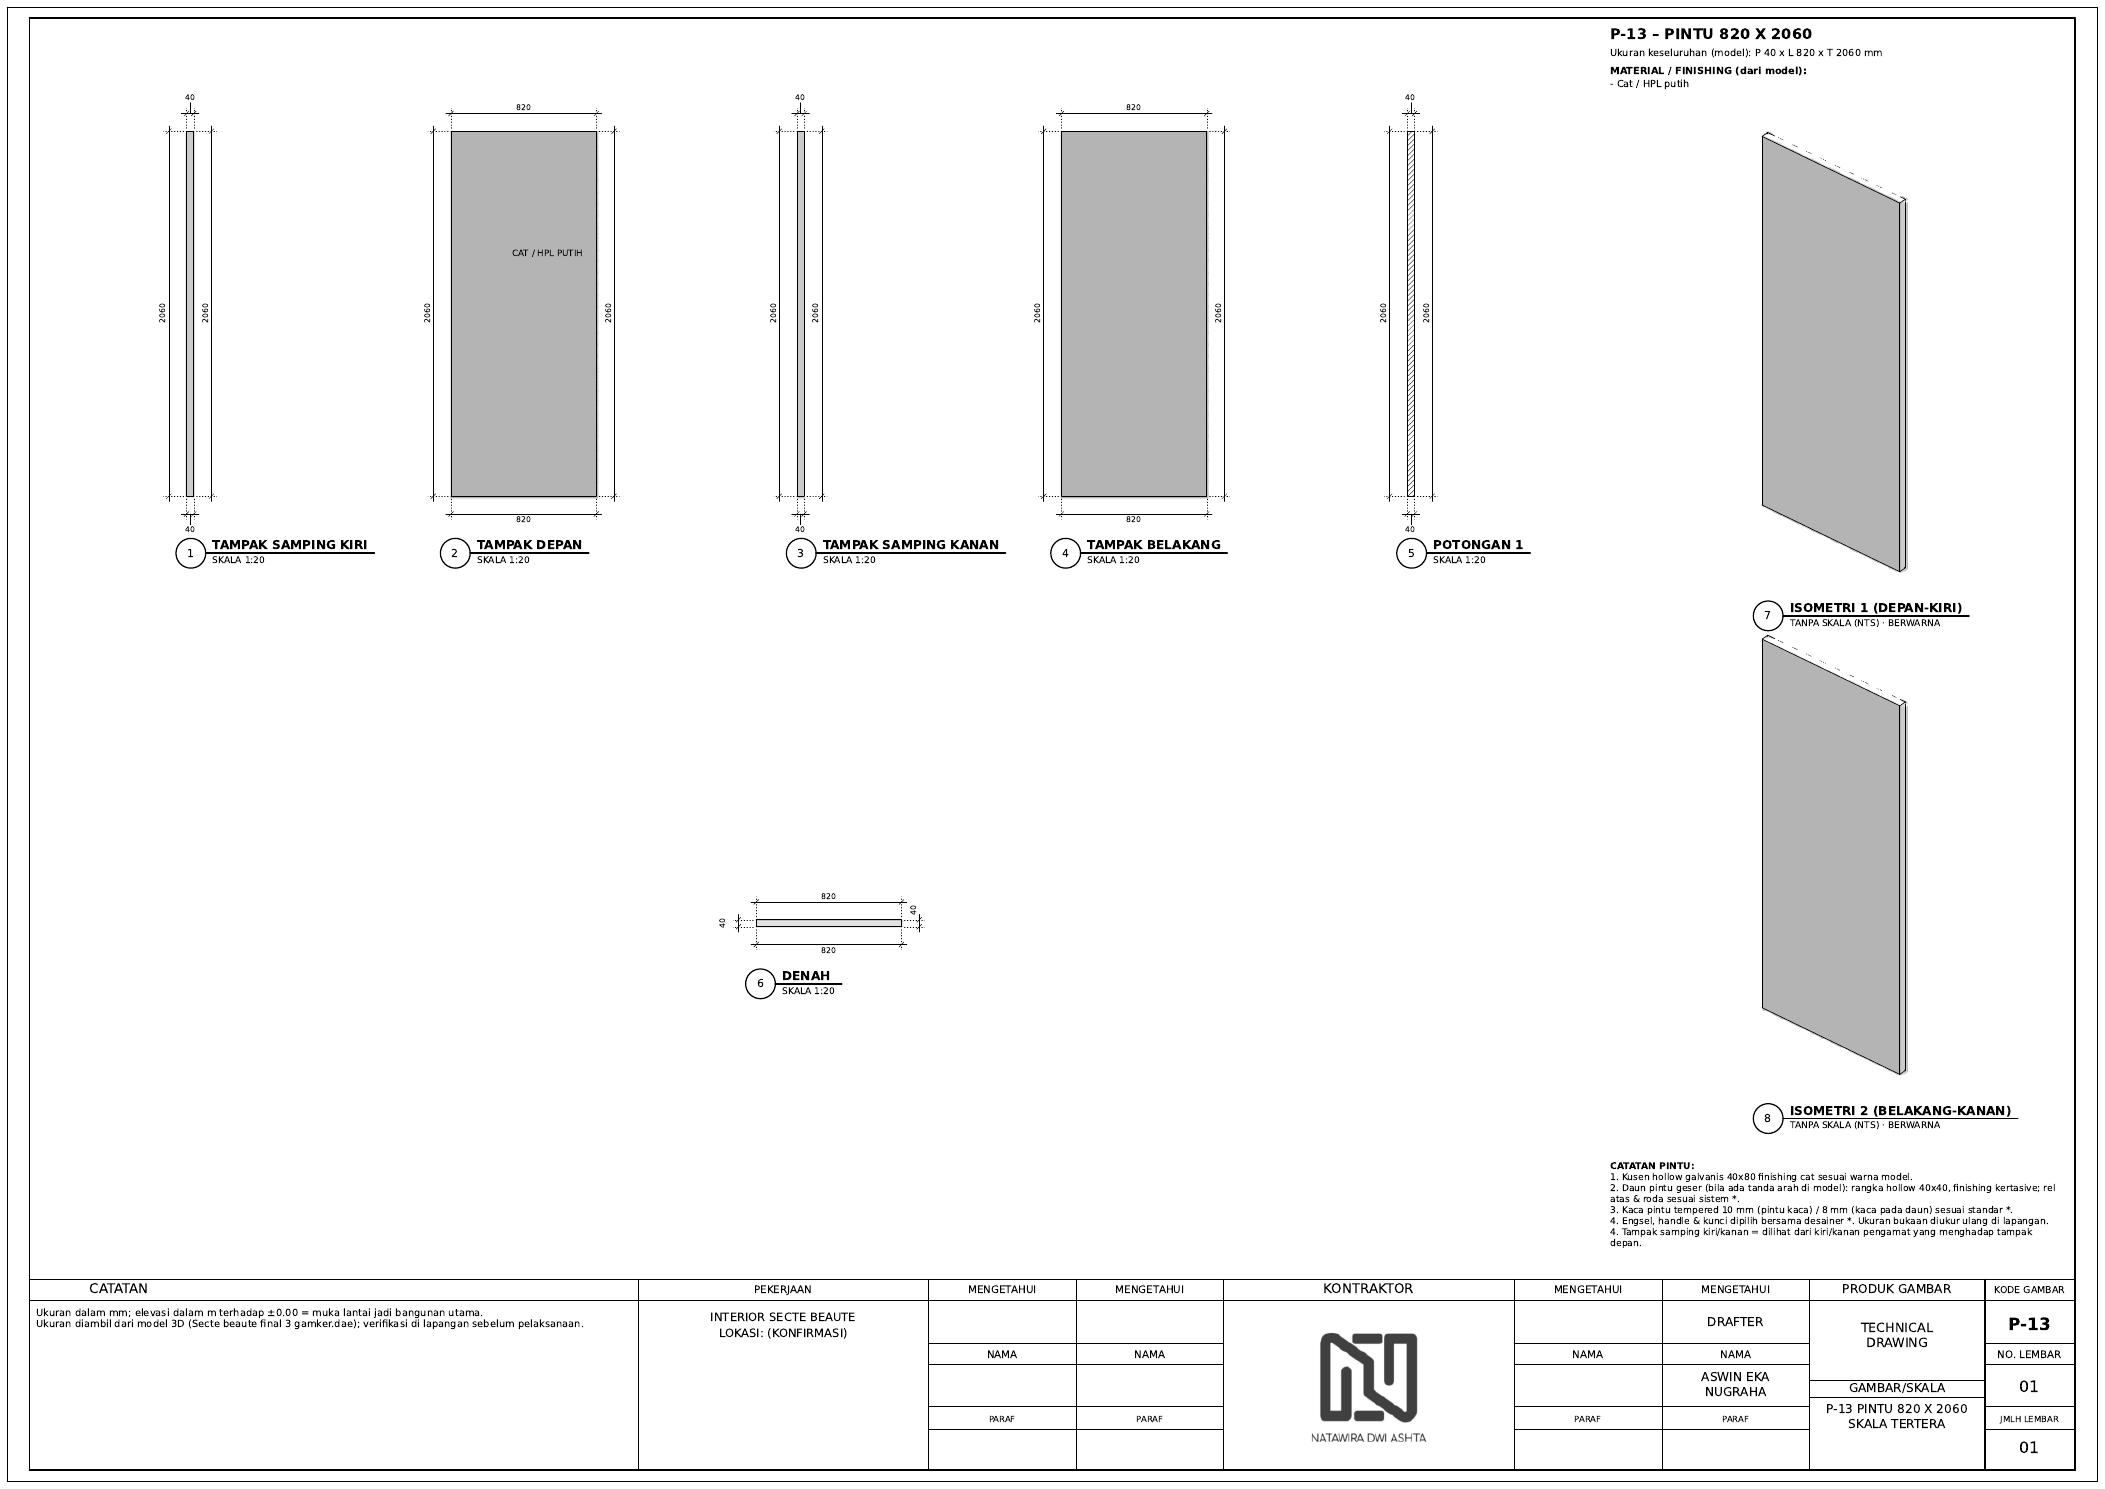 P-13 – PINTU 820 X 2060
Ukuran keseluruhan (model): P 40 x L 820 x T 2060 mm
MATERIAL / FINISHING (dari model):
- Cat / HPL putih
40
2060
2060
40
1
TAMPAK SAMPING KIRI
SKALA 1:20
820
2060
CAT / HPL PUTIH
2060
820
2
TAMPAK DEPAN
SKALA 1:20
40
2060
2060
40
3
TAMPAK SAMPING KANAN
SKALA 1:20
820
2060
2060
820
4
TAMPAK BELAKANG
SKALA 1:20
40
2060
2060
40
5
POTONGAN 1
SKALA 1:20
7
ISOMETRI 1 (DEPAN-KIRI)
TANPA SKALA (NTS) · BERWARNA
820
40
40
820
6
DENAH
SKALA 1:20
8
ISOMETRI 2 (BELAKANG-KANAN)
TANPA SKALA (NTS) · BERWARNA
CATATAN PINTU:
1. Kusen hollow galvanis 40x80 finishing cat sesuai warna model.
2. Daun pintu geser (bila ada tanda arah di model): rangka hollow 40x40, finishing kertasive; rel
atas & roda sesuai sistem *.
3. Kaca pintu tempered 10 mm (pintu kaca) / 8 mm (kaca pada daun) sesuai standar *.
4. Engsel, handle & kunci dipilih bersama desainer *. Ukuran bukaan diukur ulang di lapangan.
4. Tampak samping kiri/kanan = dilihat dari kiri/kanan pengamat yang menghadap tampak
depan.
CATATAN
Ukuran dalam mm; elevasi dalam m terhadap ±0.00 = muka lantai jadi bangunan utama.
Ukuran diambil dari model 3D (Secte beaute final 3 gamker.dae); verifikasi di lapangan sebelum pelaksanaan.
PEKERJAAN
INTERIOR SECTE BEAUTE
LOKASI: (KONFIRMASI)
MENGETAHUI
NAMA
PARAF
MENGETAHUI
NAMA
PARAF
KONTRAKTOR
NATAWIRA DWI ASHTA
MENGETAHUI
NAMA
PARAF
MENGETAHUI
DRAFTER
NAMA
ASWIN EKA
NUGRAHA
PARAF
PRODUK GAMBAR
TECHNICAL
DRAWING
GAMBAR/SKALA
P-13 PINTU 820 X 2060
SKALA TERTERA
KODE GAMBAR
P-13
NO. LEMBAR
01
JMLH LEMBAR
01